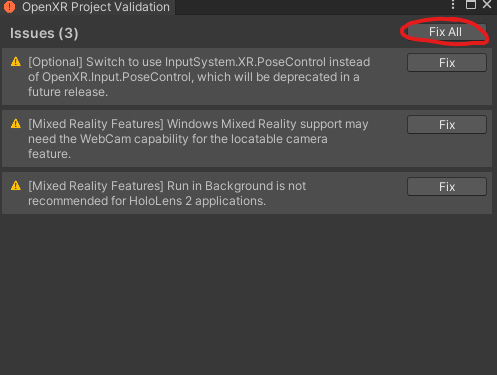 OpenXR Project Validation
Issues (3)
Fix All
[Optional] Switch to use InputSystem.XR.PoseControl instead
of OpenXR.Input.PoseControl, which will be deprecated in a
future release.
Fix
[Mixed Reality Features] Windows Mixed Reality support may
need the WebCam capability for the locatable camera
feature.
Fix
[Mixed Reality Features] Run in Background is not
recommended for HoloLens 2 applications.
Fix